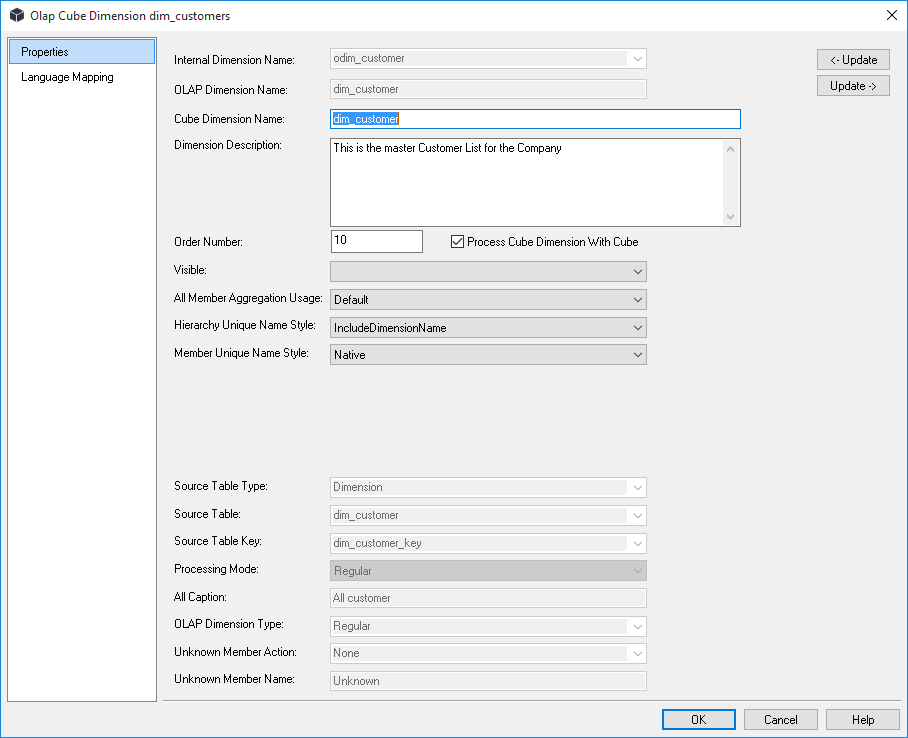 Olap Cube Dimension dim_customers
Properties
Language Mapping
Internal Dimension Name: odim_customer
<- Update
OLAP Dimension Name: dim_customer
Update ->
Cube Dimension Name: dim_customer
Dimension Description: This is the master Customer List for the Company
Order Number: 10 Process Cube Dimension With Cube
Visible:
All Member Aggregation Usage: Default
Hierarchy Unique Name Style: IncludeDimensionName
Member Unique Name Style: Native
Source Table Type: Dimension
Source Table: dim_customer
Source Table Key: dim_customer_key
Processing Mode: Regular
All Caption: All customer
OLAP Dimension Type: Regular
Unknown Member Action: None
Unknown Member Name: Unknown
OK Cancel Help